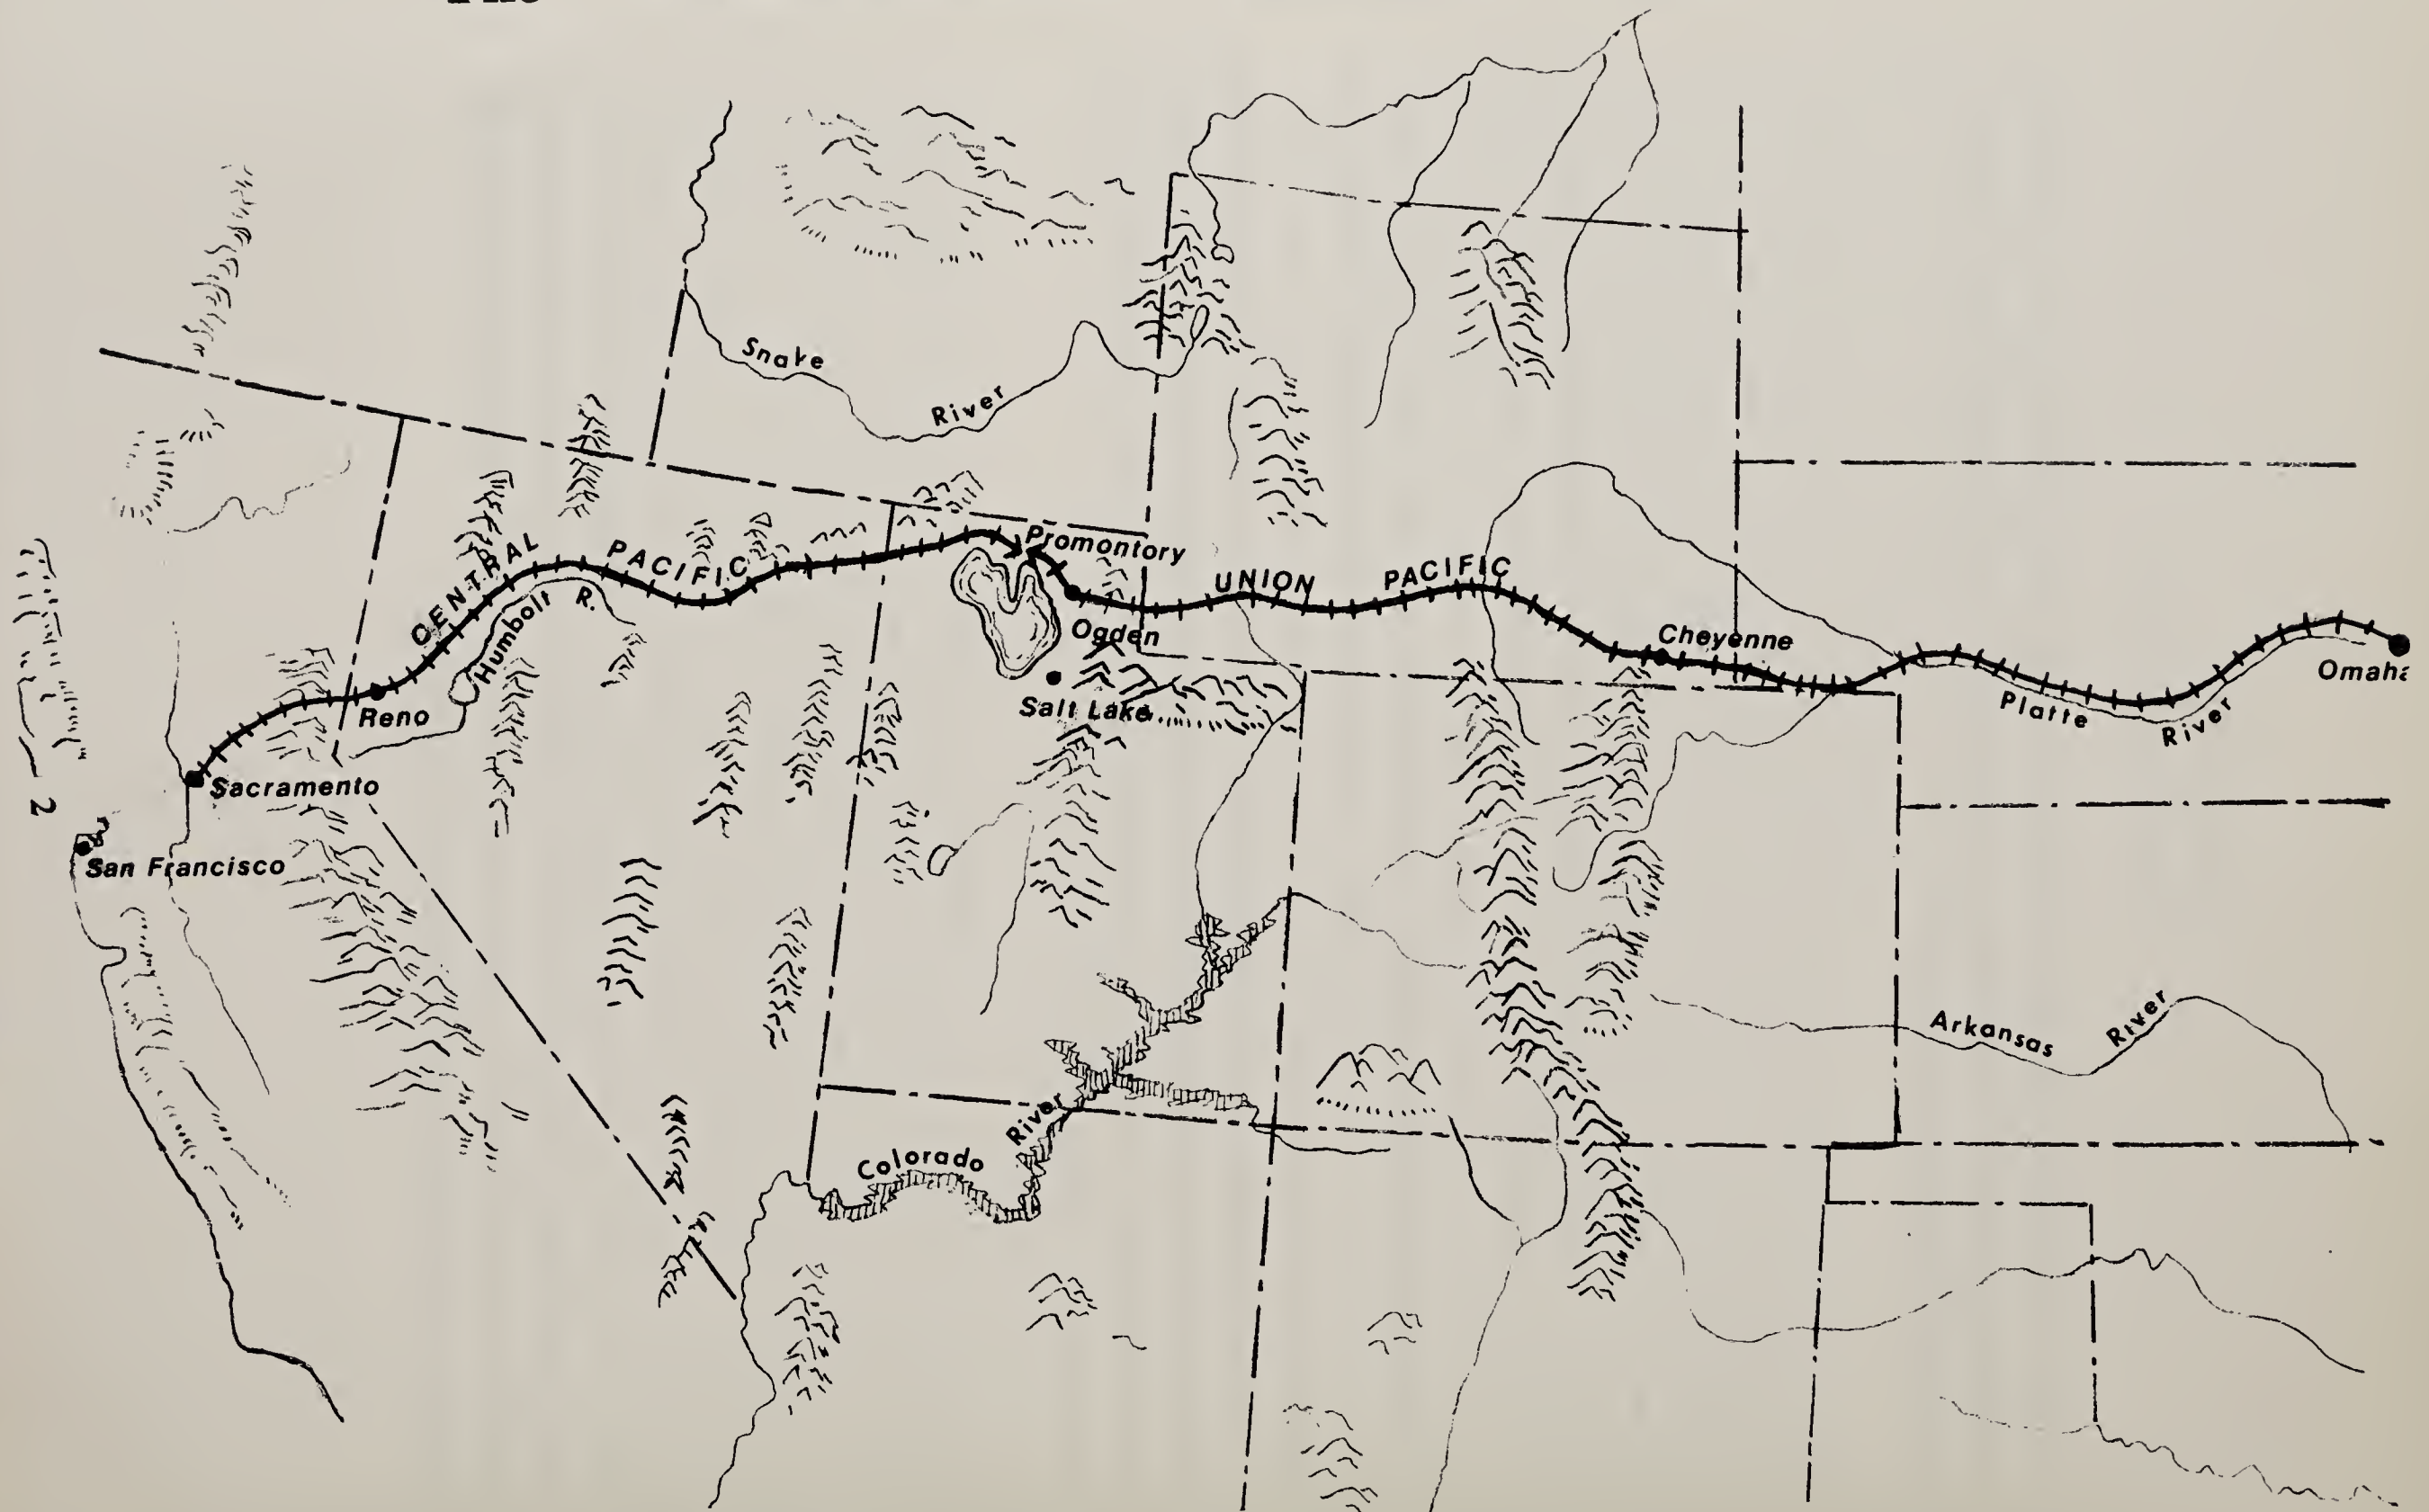 Snake
River
Promontory
CENTRAL PACIFIC
UNION PACIFIC
Humbolt R.
Ogden
Cheyenne
Omaha
Reno
Salt Lake
Platte River
Sacramento
San Francisco
2
Arkansas River
Colorado River